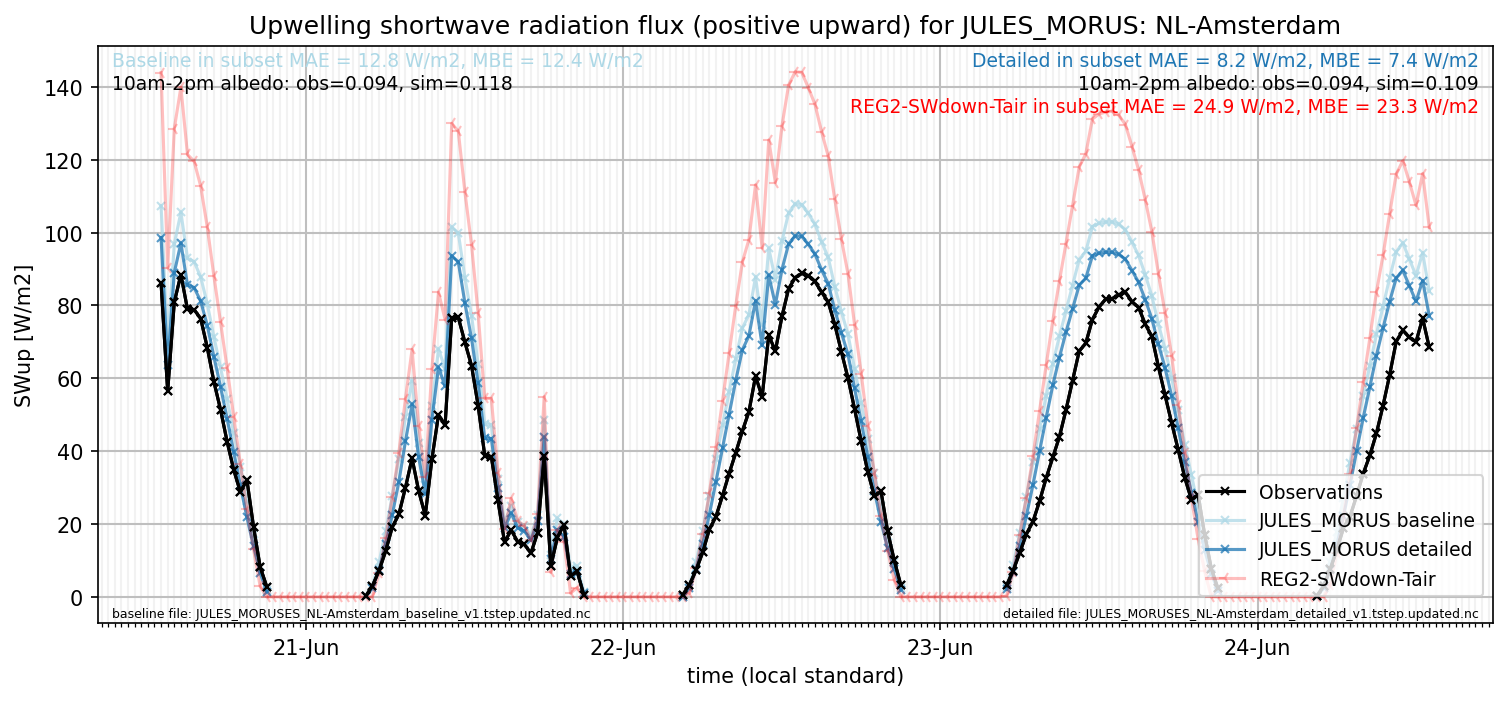 Upwelling shortwave radiation flux (positive upward) for JULES_MORUS: NL-Amsterdam
Baseline in subset MAE = 12.8 W/m2, MBE = 12.4 W/m2
10am-2pm albedo: obs=0.094, sim=0.118
Detailed in subset MAE = 8.2 W/m2, MBE = 7.4 W/m2
10am-2pm albedo: obs=0.094, sim=0.109
REG2-SWdown-Tair in subset MAE = 24.9 W/m2, MBE = 23.3 W/m2
SWup [W/m2]
140
120
100
80
60
40
20
0
Observations
JULES_MORUS baseline
JULES_MORUS detailed
REG2-SWdown-Tair
baseline file: JULES_MORUSES_NL-Amsterdam_baseline_v1.tstep.updated.nc
detailed file: JULES_MORUSES_NL-Amsterdam_detailed_v1.tstep.updated.nc
21-Jun
22-Jun
23-Jun
24-Jun
time (local standard)